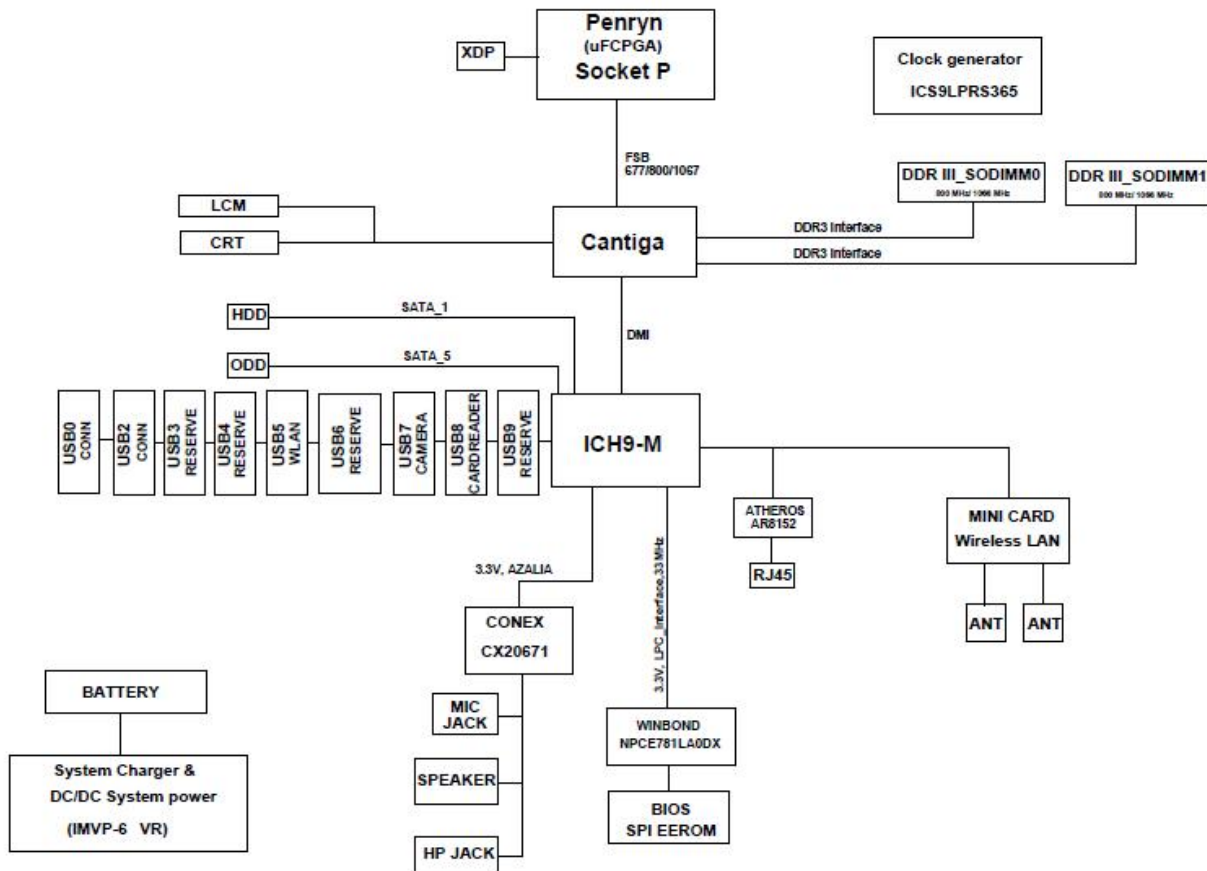 Penryn
(uFCPGA)
Socket P
XDP
Clock generator
ICS9LPRS365
FSB
677/800/1067
DDR III_SODIMM0
800 MHz/ 1066 MHz
DDR III_SODIMM1
800 MHz/ 1066 MHz
LCM
CRT
Cantiga
DDR3 Interface
DDR3 Interface
HDD
SATA_1
DMI
ODD
SATA_5
USB0
CONN
USB2
CONN
USB3
RESERVE
USB4
RESERVE
USB5
WLAN
USB6
RESERVE
USB7
CAMERA
USB8
CARDREADER
USB9
RESERVE
ICH9-M
ATHEROS
AR8152
RJ45
MINI CARD
Wireless LAN
ANT
ANT
3.3V, AZALIA
3.3V, LPC_Interface,33MHz
CONEX
CX20671
MIC
JACK
SPEAKER
HP JACK
WINBOND
NPCE781LA0DX
BIOS
SPI EEROM
BATTERY
System Charger &
DC/DC System power
(IMVP-6 VR)